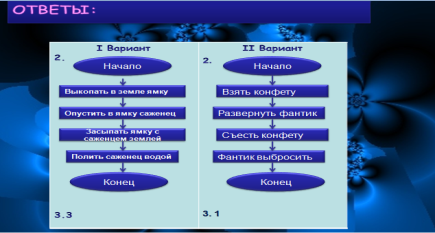 ОТВЕТЫ:
I Вариант
2.
Начало
Выкопать в земле ямку
Опустить в ямку саженец
Засыпать ямку с
саженцем землей
Полить саженец водой
Конец
3.3
II Вариант
2.
Начало
Взять конфету
Развернуть фантик
Съесть конфету
Фантик выбросить
Конец
3.1